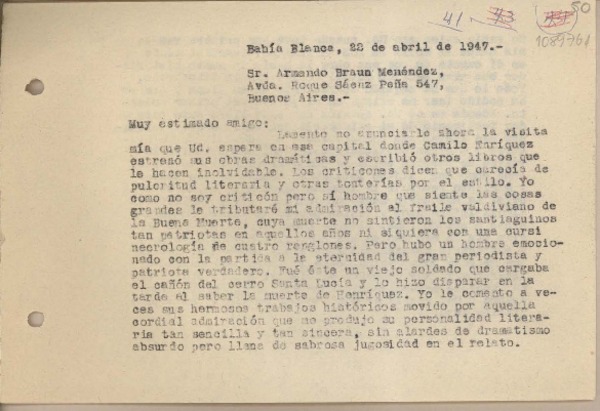 41 43 50
1089761
Bahía Blanca, 22 de abril de 1947.-
Sr. Armando Braun Menéndez,
Avda. Roque Sáenz Peña 547,
Buenos Aires.-
Muy estimado amigo:
Lamento no anunciarle ahora la visita
mía que Ud. espera en esa capital donde Camilo Enríquez
estrenó sus obras dramáticas y escribió otros libros que
le hacen inolvidable. Los criticones dicen que carecía de
pulcritud literaria y otras tonterías por el estilo. Yo
como no soy criticón pero sí hombre que siente las cosas
grandes le tributaré mi admiración al fraile valdiviano de
la Buena Muerte, cuya muerte no sintieron los santiaguinos
tan patriotas en aquellos años ni siquiera con una cursi
necrología de cuatro renglones. Pero hubo un hombre emocio-
nado con la partida a la eternidad del gran periodista y
patriota verdadero. Fué éste un viejo soldado que cargaba
el cañón del cerro Santa Lucía y lo hizo disparar en la
tarde al saber la muerte de Henríquez. Yo le comento a ve-
ces sus hermosos trabajos históricos movido por aquella
cordial admiración que me produjo su personalidad litera-
ria tan sencilla y tan sincera, sin alardes de dramatismo
absurdo pero llena de sabrosa jugosidad en el relato.